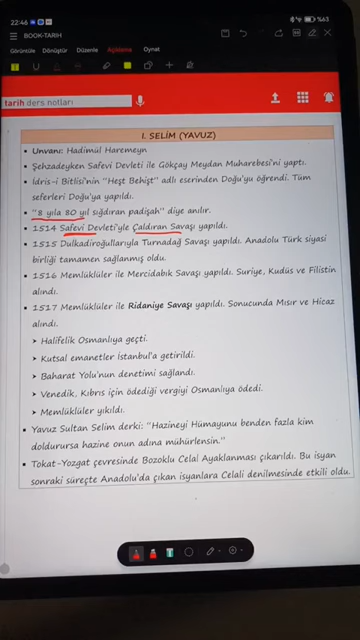 22:46
%63
BOOK-TARIH
Görüntüle Dönüştür Düzenle Açıklama Oynat
tarih ders notları
I. SELİM (YAVUZ)
• Unvanı: Hadimül Haremeyn
• Şehzadeyken Safevi Devleti ile Gökçay Meydan Muharebesi'ni yaptı.
• İdris-i Bitlisi'nin "Heşt Behişt" adlı eserinden Doğu'yu öğrendi. Tüm
seferleri Doğu'ya yapıldı.
• "8 yıla 80 yıl sığdıran padişah" diye anılır.
• 1514 Safevi Devleti'yle Çaldıran Savaşı yapıldı.
• 1515 Dulkadiroğullarıyla Turnadağ Savaşı yapıldı. Anadolu Türk siyasi
birliği tamamen sağlanmış oldu.
• 1516 Memlüklüler ile Mercidabık Savaşı yapıldı. Suriye, Kudüs ve Filistin
alındı.
• 1517 Memlüklüler ile Ridaniye Savaşı yapıldı. Sonucunda Mısır ve Hicaz
alındı.
➤ Halifelik Osmanlıya geçti.
➤ Kutsal emanetler İstanbul'a getirildi.
➤ Baharat Yolu'nun denetimi sağlandı.
➤ Venedik, Kıbrıs için ödediği vergiyi Osmanlıya ödedi.
➤ Memlüklüler yıkıldı.
• Yavuz Sultan Selim derki: "Hazineyi Hümayunu benden fazla kim
doldurursa hazine onun adına mühürlensin."
• Tokat-Yozgat çevresinde Bozoklu Celal Ayaklanması çıkarıldı. Bu isyan
sonraki süreçte Anadolu'da çıkan isyanlara Celali denilmesinde etkili oldu.